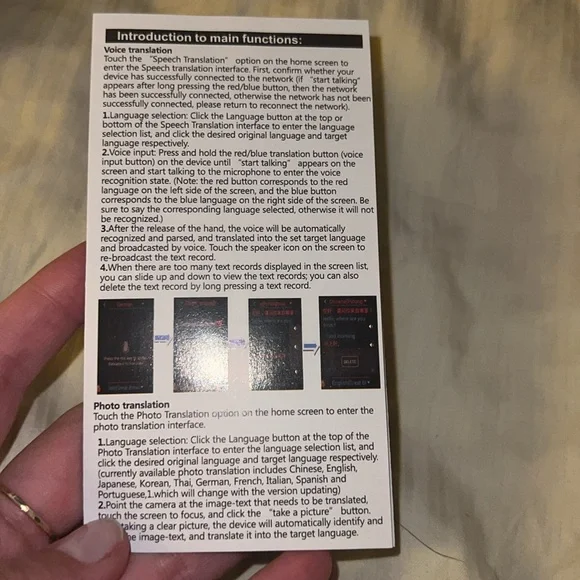 Introduction to main functions:
Voice translation
Touch the “Speech Translation” option on the home screen to
enter the Speech translation interface. First, confirm whether your
device has successfully connected to the network (if “start talking”
appears after long pressing the red/blue button, then the network
has been successfully connected, otherwise the network has not been
successfully connected, please return to reconnect the network).
1.Language selection: Click the Language button at the top or
bottom of the Speech Translation interface to enter the language
selection list, and click the desired original language and target
language respectively.
2.Voice input: Press and hold the red/blue translation button (voice
input button) on the device until “start talking” appears on the
screen and start talking to the microphone to enter the voice
recognition state. (Note: the red button corresponds to the red
language on the left side of the screen, and the blue button
corresponds to the blue language on the right side of the screen. Be
sure to say the corresponding language selected, otherwise it will not
be recognized.)
3.After the release of the hand, the voice will be automatically
recognized and parsed, and translated into the set target language
and broadcasted by voice. Touch the speaker icon on the screen to
re-broadcast the text record.
4.When there are too many text records displayed in the screen list,
you can slide up and down to view the text records; you can also
delete the text record by long pressing a text record.
DELETE
Photo translation
Touch the Photo Translation option on the home screen to enter the
photo translation interface.
1.Language selection: Click the Language button at the top of the
Photo Translation interface to enter the language selection list, and
click the desired original language and target language respectively.
(currently available photo translation includes Chinese, English,
Japanese, Korean, Thai, German, French, Italian, Spanish and
Portuguese,1.which will change with the version updating)
2.Point the camera at the image-text that needs to be translated,
touch the screen to focus, and click the “take a picture” button.
taking a clear picture, the device will automatically identify and
the image-text, and translate it into the target language.